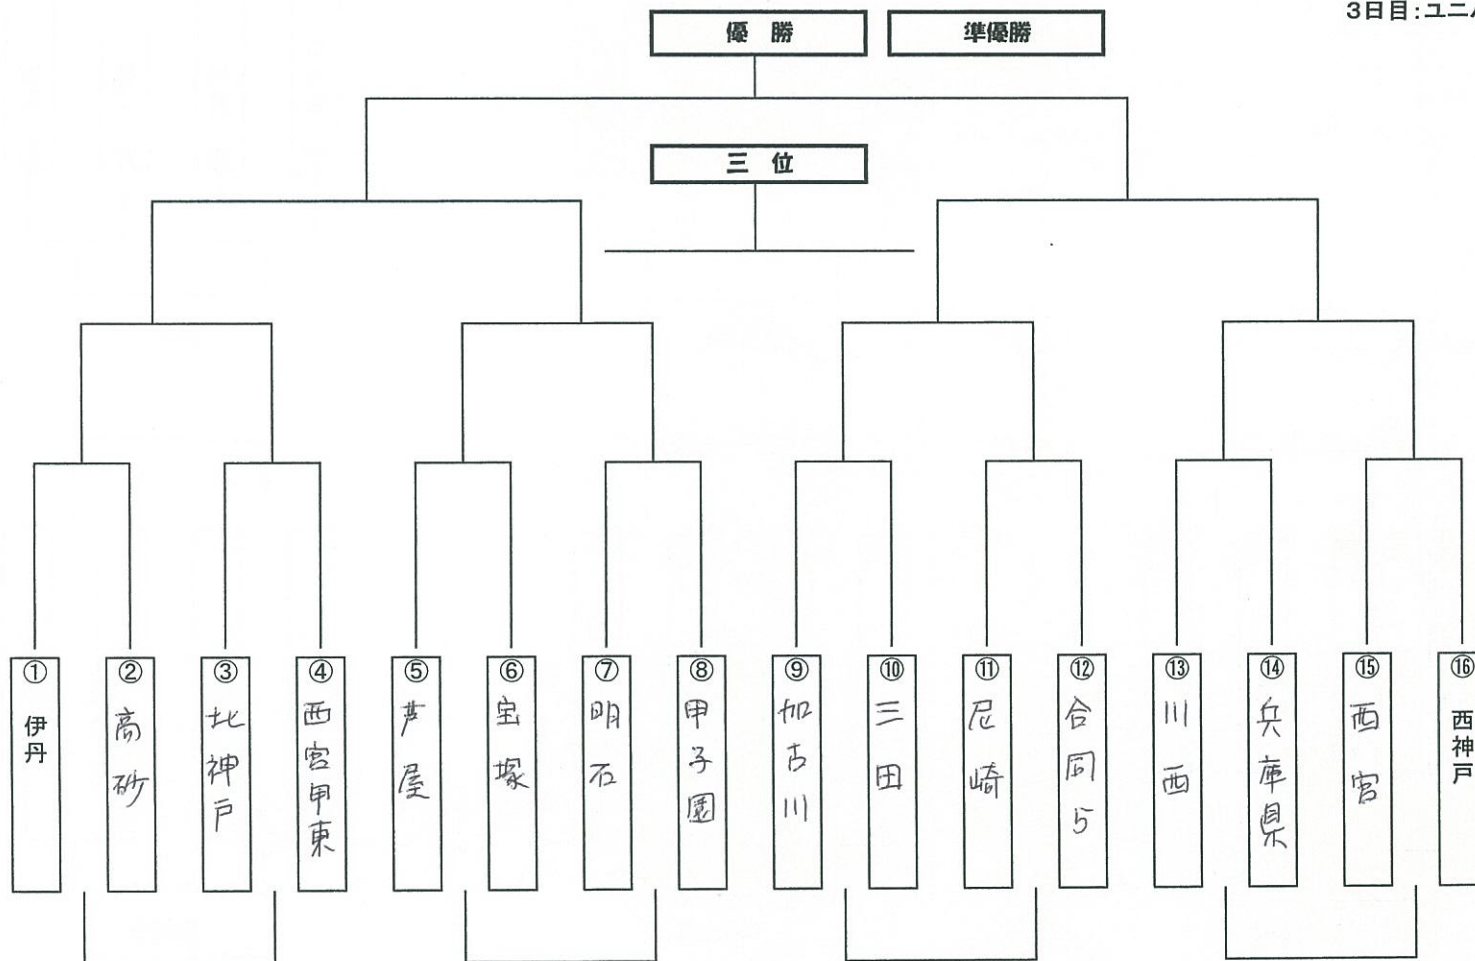 3日目:ユニ
優 勝
準優勝
三 位
① 伊丹
② 高砂
③ 北神戸
④ 西宮甲東
⑤ 芦屋
⑥ 宝塚
⑦ 明石
⑧ 甲子園
⑨ 加古川
⑩ 三田
⑪ 尼崎
⑫ 合同5
⑬ 川西
⑭ 兵庫県
⑮ 西宮
⑯ 西神戸